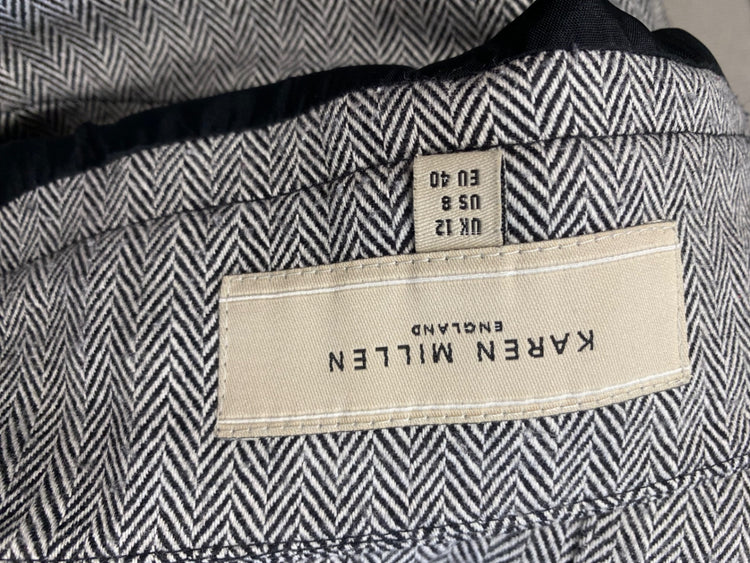 KAREN MILLEN
ENGLAND
UK 12
US 8
EU 40